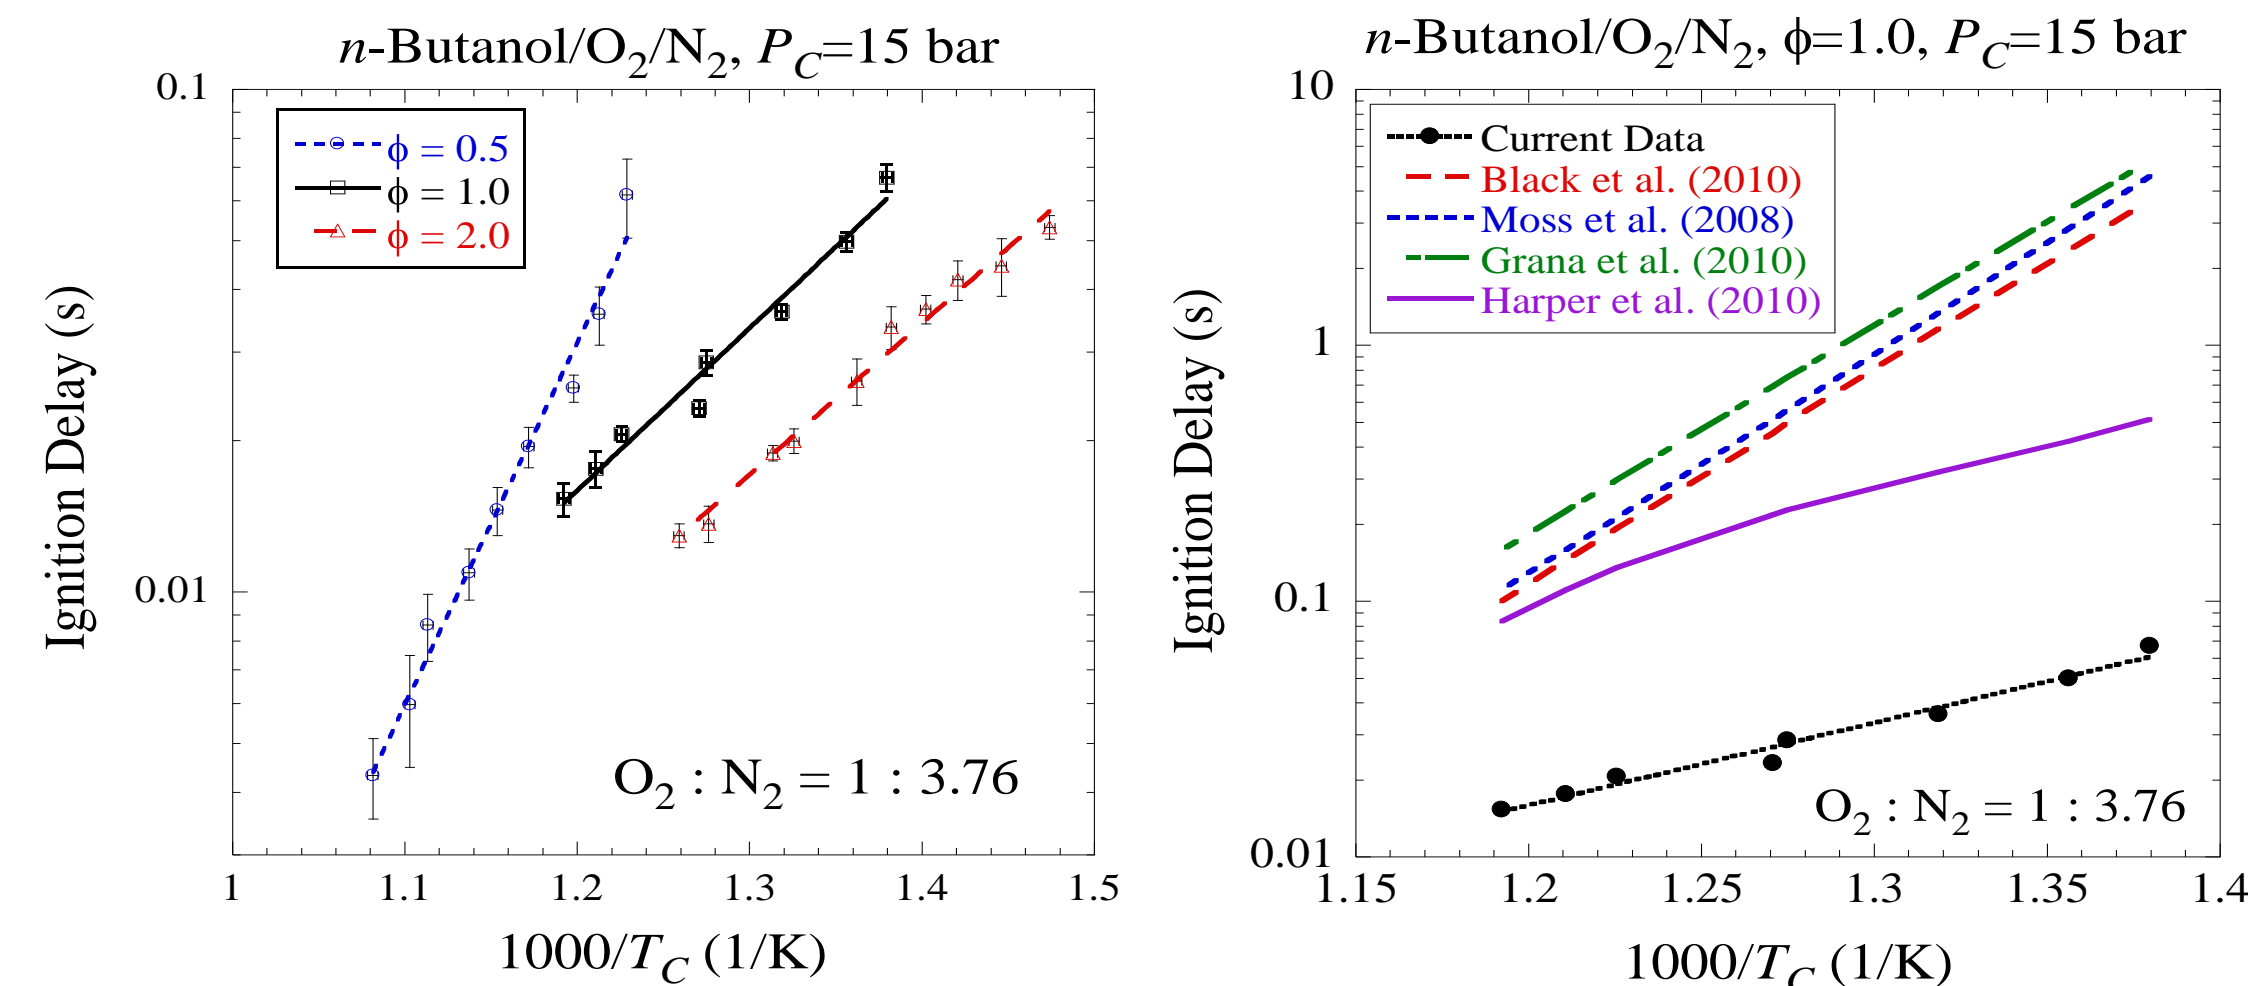 n-Butanol/O2/N2, PC=15 bar
0.1
0.01
Ignition Delay (s)
ϕ = 0.5
ϕ = 1.0
ϕ = 2.0
O2 : N2 = 1 : 3.76
1 1.1 1.2 1.3 1.4 1.5
1000/TC (1/K)
n-Butanol/O2/N2, ϕ=1.0, PC=15 bar
10
1
0.1
0.01
Ignition Delay (s)
Current Data
Black et al. (2010)
Moss et al. (2008)
Grana et al. (2010)
Harper et al. (2010)
O2 : N2 = 1 : 3.76
1.15 1.2 1.25 1.3 1.35 1.4
1000/TC (1/K)